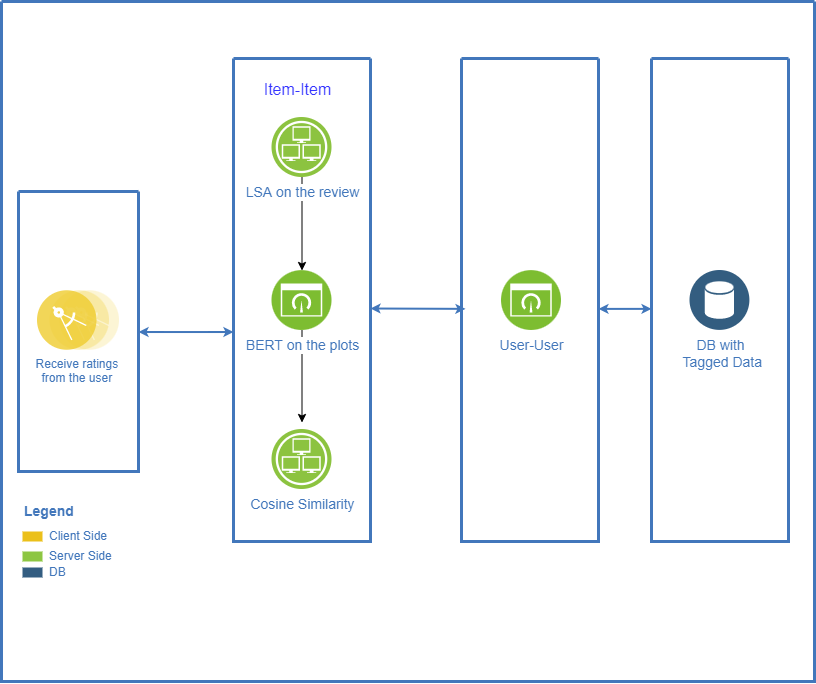 Item-Item
LSA on the review
Receive ratings
from the user
BERT on the plots
User-User
DB with
Tagged Data
Cosine Similarity
Legend
Client Side
Server Side
DB